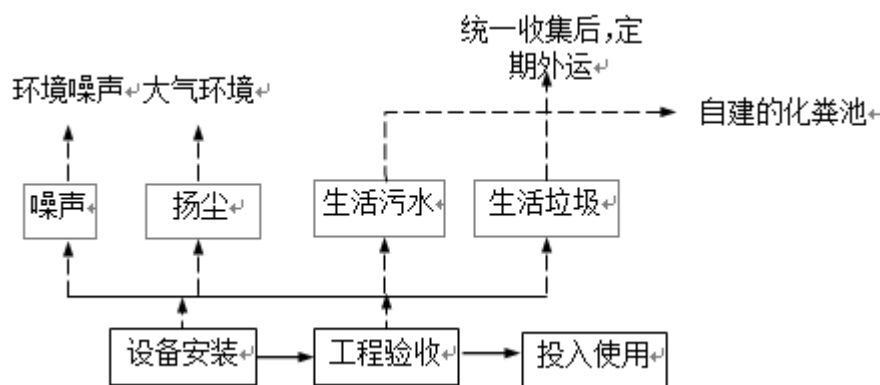 统一收集后,定
期外运
环境噪声 大气环境
自建的化粪池
噪声
扬尘
生活污水
生活垃圾
设备安装
工程验收
投入使用